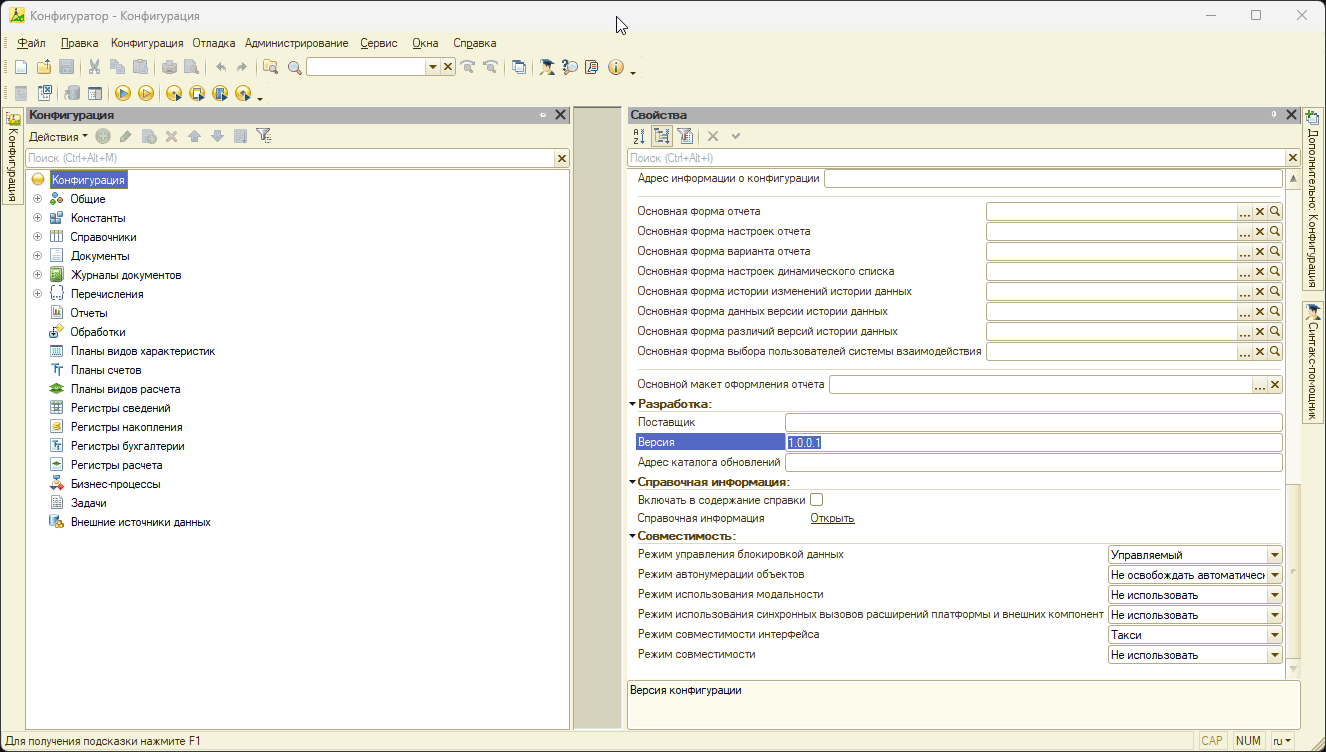 Конфигуратор - Конфигурация
Файл Правка Конфигурация Отладка Администрирование Сервис Окна Справка
Конфигурация
Конфигурация
Действия
Поиск (Ctrl+Alt+M)
Конфигурация
Общие
Константы
Справочники
Документы
Журналы документов
Перечисления
Отчеты
Обработки
Планы видов характеристик
Планы счетов
Планы видов расчета
Регистры сведений
Регистры накопления
Регистры бухгалтерии
Регистры расчета
Бизнес-процессы
Задачи
Внешние источники данных
Свойства
Поиск (Ctrl+Alt+I)
Адрес информации о конфигурации
Основная форма отчета
Основная форма настроек отчета
Основная форма варианта отчета
Основная форма настроек динамического списка
Основная форма истории изменений истории данных
Основная форма данных версии истории данных
Основная форма различий версий истории данных
Основная форма выбора пользователей системы взаимодействия
Основной макет оформления отчета
Разработка:
Поставщик
Версия 1.0.0.1
Адрес каталога обновлений
Справочная информация:
Включать в содержание справки
Справочная информация Открыть
Совместимость:
Режим управления блокировкой данных Управляемый
Режим автонумерации объектов Не освобождать автоматичес
Режим использования модальности Не использовать
Режим использования синхронных вызовов расширений платформы и внешних компонент Не использовать
Режим совместимости интерфейса Такси
Режим совместимости Не использовать
Версия конфигурации
Дополнительно: Конфигурация
Синтакс-помощник
Для получения подсказки нажмите F1
CAP NUM ru